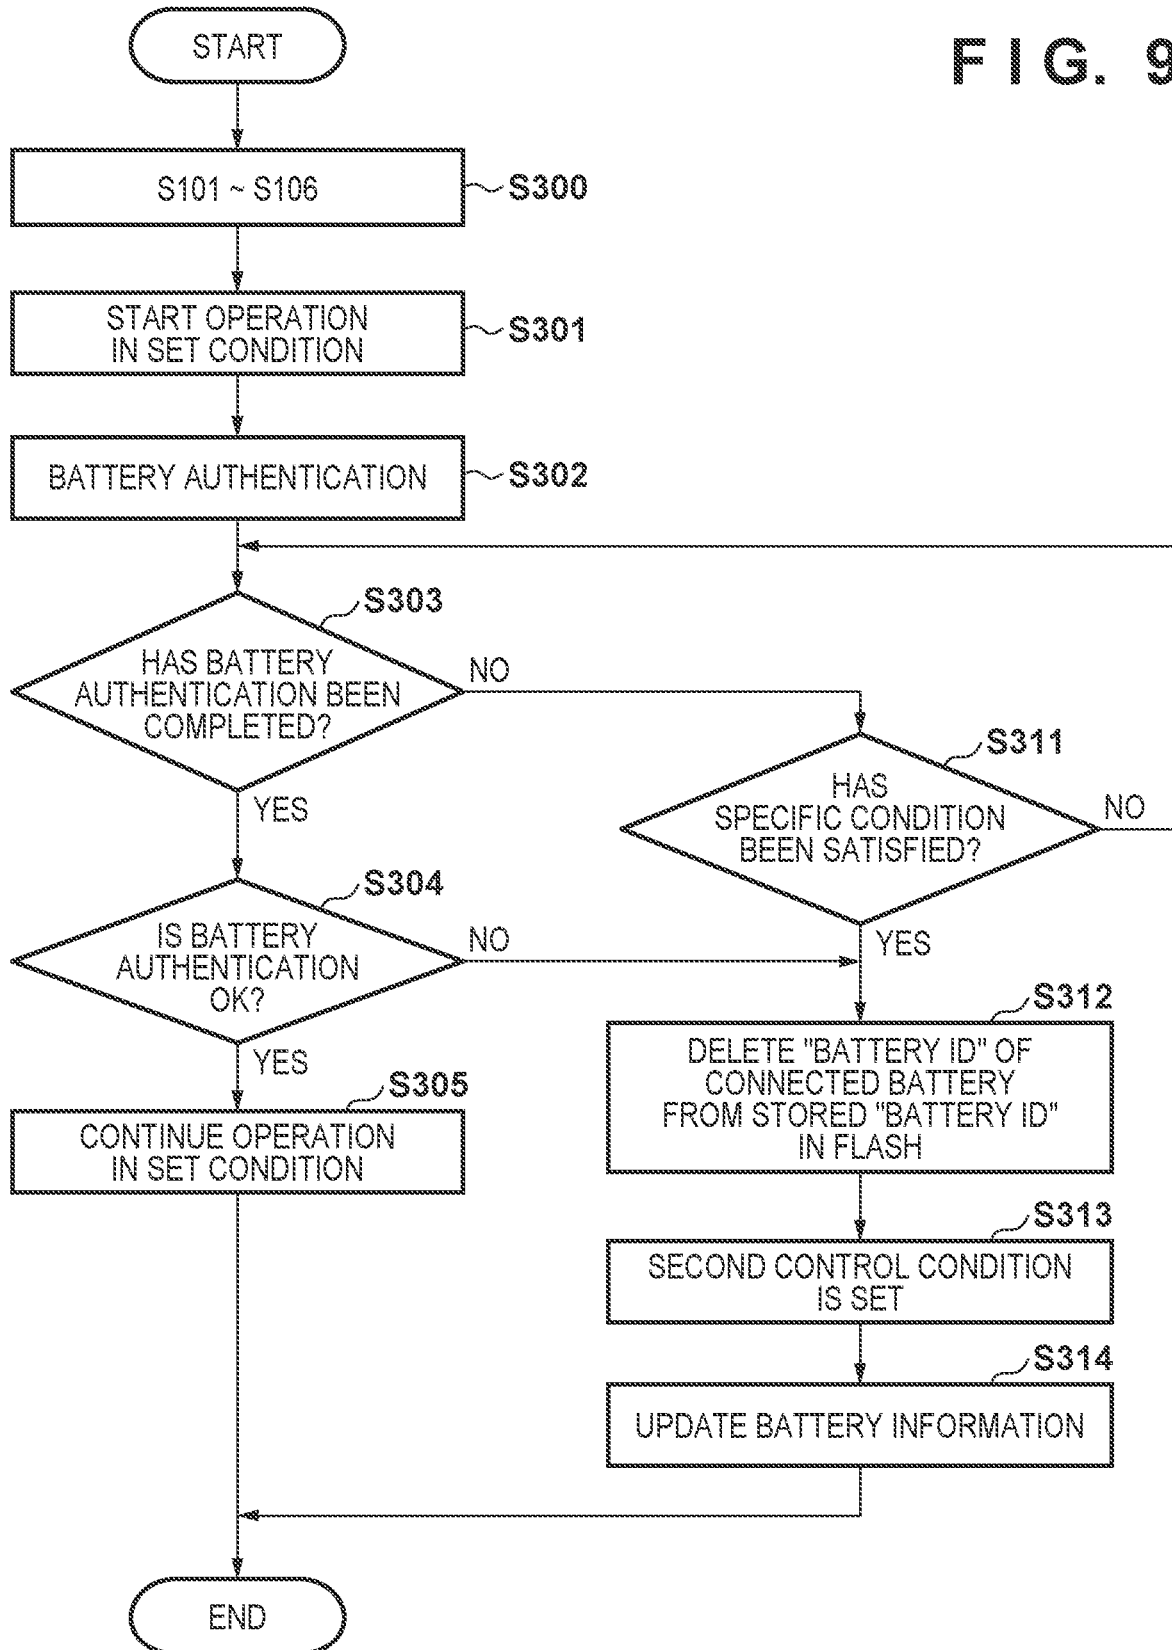 START
FIG. 9
S101 ~ S106
S300
START OPERATION
IN SET CONDITION
S301
BATTERY AUTHENTICATION
S302
S303
HAS BATTERY
AUTHENTICATION BEEN
COMPLETED?
NO
YES
S311
HAS
SPECIFIC CONDITION
BEEN SATISFIED?
NO
YES
S304
IS BATTERY
AUTHENTICATION
OK?
NO
YES
S312
DELETE "BATTERY ID" OF
CONNECTED BATTERY
FROM STORED "BATTERY ID"
IN FLASH
S305
CONTINUE OPERATION
IN SET CONDITION
S313
SECOND CONTROL CONDITION
IS SET
S314
UPDATE BATTERY INFORMATION
END